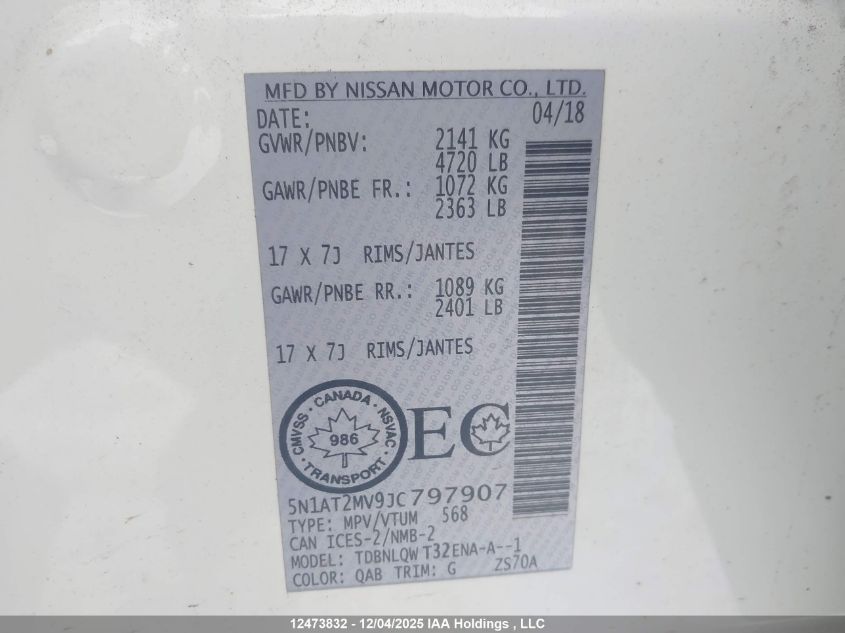 MFD BY NISSAN MOTOR CO., LTD.
DATE: 04/18
GVWR/PNBV: 2141 KG
4720 LB
GAWR/PNBE FR.: 1072 KG
2363 LB
17 X 7J RIMS/JANTES
GAWR/PNBE RR.: 1089 KG
2401 LB
17 X 7J RIMS/JANTES
CMVSS · CANADA · NSVAC · TRANSPORT ·
986
EC
5N1AT2MV9JC797907
TYPE: MPV/VTUM 568
CAN ICES-2/NMB-2
MODEL: TDBNLQW T32ENA-A--1
COLOR: QAB TRIM: G ZS70A
12473832 - 12/04/2025 IAA Holdings , LLC